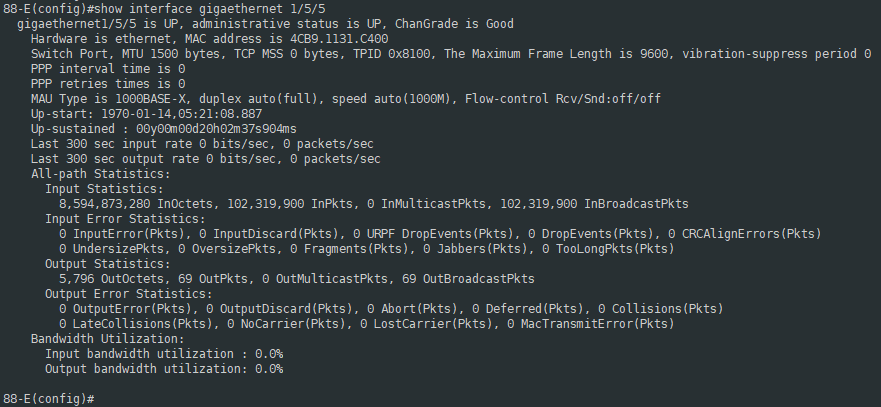 88-E(config)#show interface gigaethernet 1/5/5
gigaethernet1/5/5 is UP, administrative status is UP, ChanGrade is Good
Hardware is ethernet, MAC address is 4CB9.1131.C400
Switch Port, MTU 1500 bytes, TCP MSS 0 bytes, TPID 0x8100, The Maximum Frame Length is 9600, vibration-suppress period 0
PPP interval time is 0
PPP retries times is 0
MAU Type is 1000BASE-X, duplex auto(full), speed auto(1000M), Flow-control Rcv/Snd:off/off
Up-start: 1970-01-14,05:21:08.887
Up-sustained : 00y00m00d20h02m37s904ms
Last 300 sec input rate 0 bits/sec, 0 packets/sec
Last 300 sec output rate 0 bits/sec, 0 packets/sec
All-path Statistics:
Input Statistics:
8,594,873,280 InOctets, 102,319,900 InPkts, 0 InMulticastPkts, 102,319,900 InBroadcastPkts
Input Error Statistics:
0 InputError(Pkts), 0 InputDiscard(Pkts), 0 URPF DropEvents(Pkts), 0 DropEvents(Pkts), 0 CRCAlignErrors(Pkts)
0 UndersizePkts, 0 OversizePkts, 0 Fragments(Pkts), 0 Jabbers(Pkts), 0 TooLongPkts(Pkts)
Output Statistics:
5,796 OutOctets, 69 OutPkts, 0 OutMulticastPkts, 69 OutBroadcastPkts
Output Error Statistics:
0 OutputError(Pkts), 0 OutputDiscard(Pkts), 0 Abort(Pkts), 0 Deferred(Pkts), 0 Collisions(Pkts)
0 LateCollisions(Pkts), 0 NoCarrier(Pkts), 0 LostCarrier(Pkts), 0 MacTransmitError(Pkts)
Bandwidth Utilization:
Input bandwidth utilization : 0.0%
Output bandwidth utilization: 0.0%
88-E(config)#